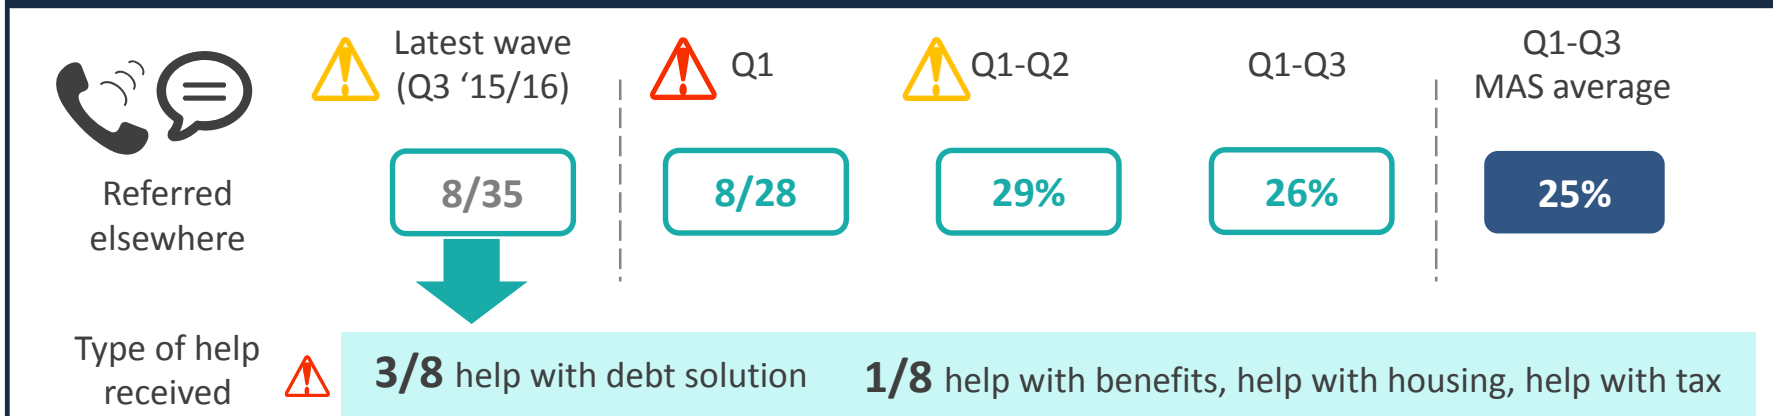 Latest wave
(Q3 ‘15/16)
Q1
Q1-Q2
Q1-Q3
Q1-Q3
MAS average
Referred
elsewhere
8/35
8/28
29%
26%
25%
Type of help
received
3/8 help with debt solution
1/8 help with benefits, help with housing, help with tax